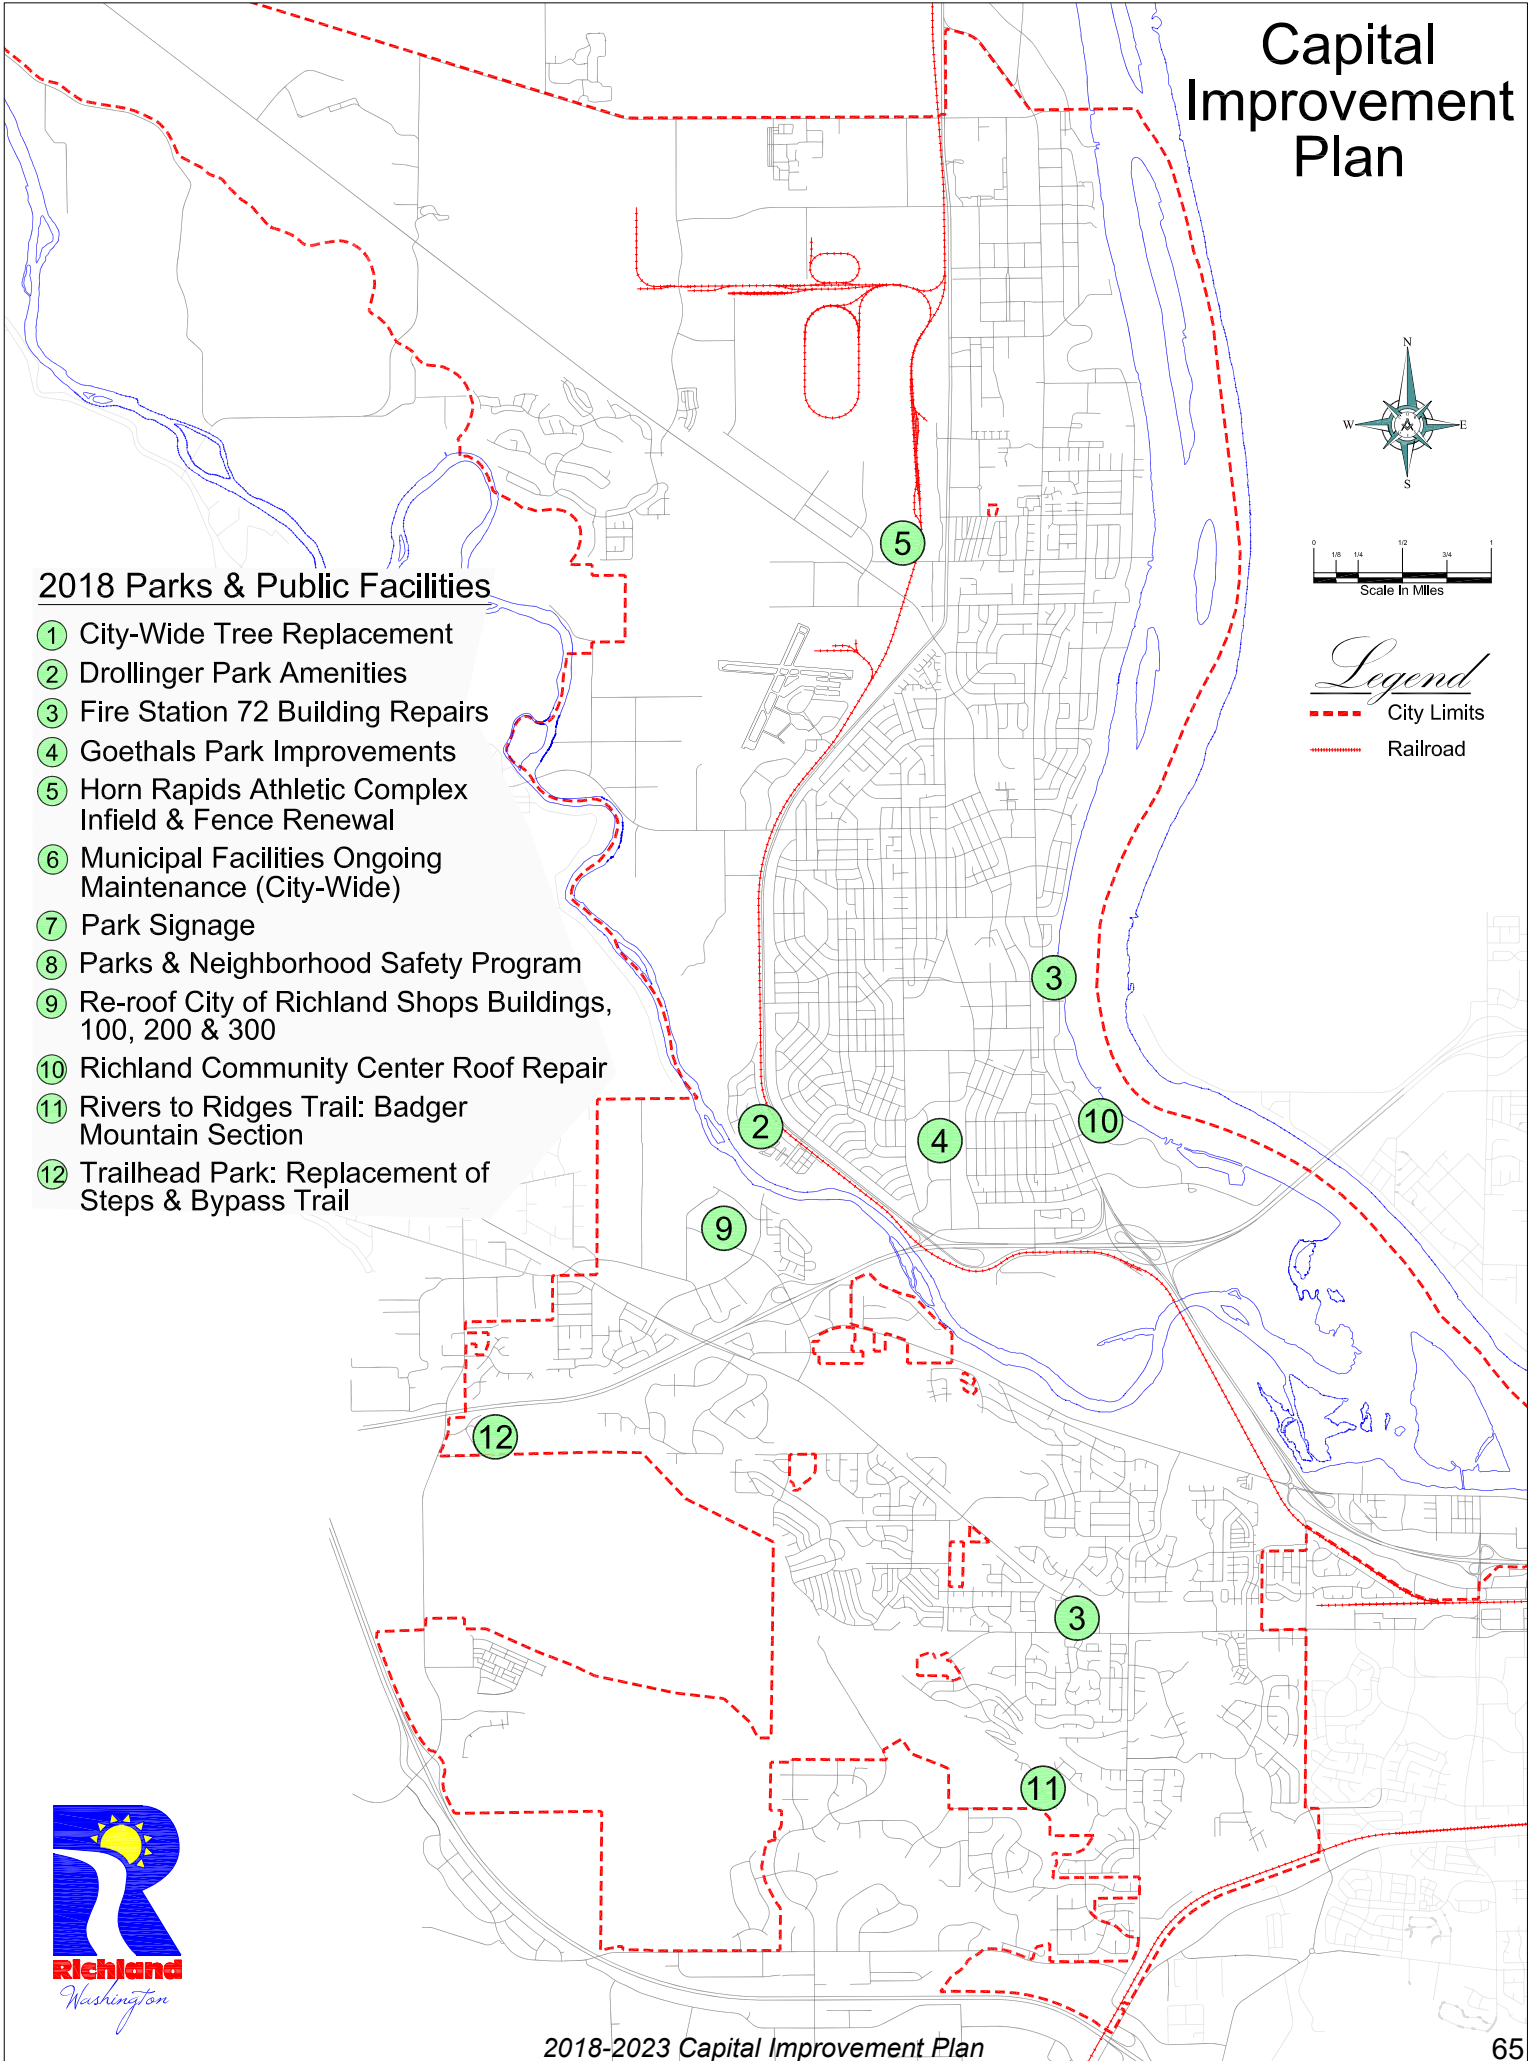 Capital
Improvement
Plan
N
W
E
S
0
1/8
1/4
1/2
3/4
1
Scale In Miles
Legend
City Limits
Railroad
2018 Parks & Public Facilities
1 City-Wide Tree Replacement
2 Drollinger Park Amenities
3 Fire Station 72 Building Repairs
4 Goethals Park Improvements
5 Horn Rapids Athletic Complex
Infield & Fence Renewal
6 Municipal Facilities Ongoing
Maintenance (City-Wide)
7 Park Signage
8 Parks & Neighborhood Safety Program
9 Re-roof City of Richland Shops Buildings,
100, 200 & 300
10 Richland Community Center Roof Repair
11 Rivers to Ridges Trail: Badger
Mountain Section
12 Trailhead Park: Replacement of
Steps & Bypass Trail
5
3
2
4
10
9
12
3
11
R
Richland
Washington
2018-2023 Capital Improvement Plan
65